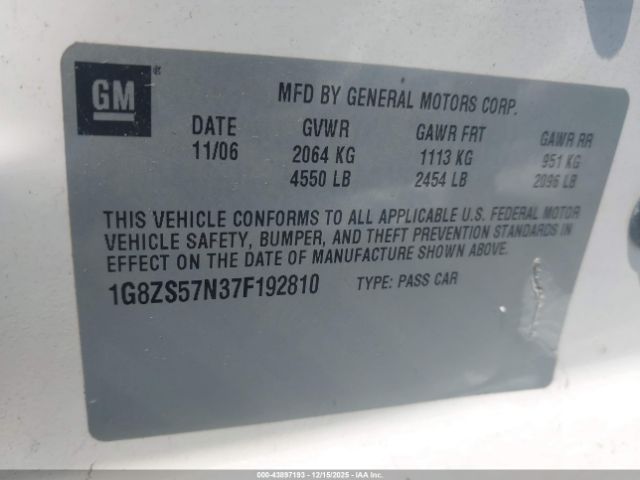 GM ®
MFD BY GENERAL MOTORS CORP.
DATE GVWR GAWR FRT GAWR RR
11/06 2064 KG 1113 KG 951 KG
4550 LB 2454 LB 2096 LB
THIS VEHICLE CONFORMS TO ALL APPLICABLE U.S. FEDERAL MOTOR
VEHICLE SAFETY, BUMPER, AND THEFT PREVENTION STANDARDS IN
EFFECT ON THE DATE OF MANUFACTURE SHOWN ABOVE.
1G8ZS57N37F192810 TYPE: PASS CAR
000-43897193 - 12/15/2025 - IAA Inc.